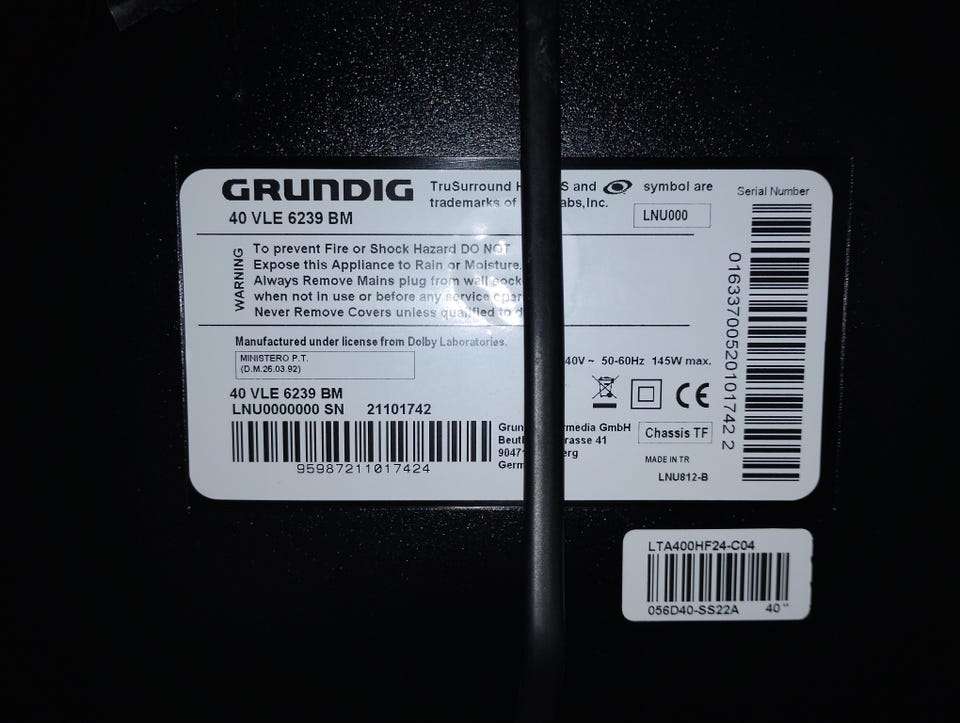 GRUNDIG
40 VLE 6239 BM
TruSurround H S and symbol are
trademarks of abs,Inc.
LNU000
Serial Number
WARNING
To prevent Fire or Shock Hazard DO NOT
Expose this Appliance to Rain or Moisture.
Always Remove Mains plug from wall sock
when not in use or before any service oper
Never Remove Covers unless qualified to d
Manufactured under license from Dolby Laboratories.
MINISTERO P.T.
(D.M.26.03.92)
40V ~ 50-60Hz 145W max.
40 VLE 6239 BM
LNU0000000 SN 21101742
95987211017424
Grun rmedia GmbH
Beut rasse 41
9047 erg
Germ
Chassis TF
CE
MADE IN TR
LNU812-B
01633700520101742 2
LTA400HF24-C04
056D40-SS22A 40"